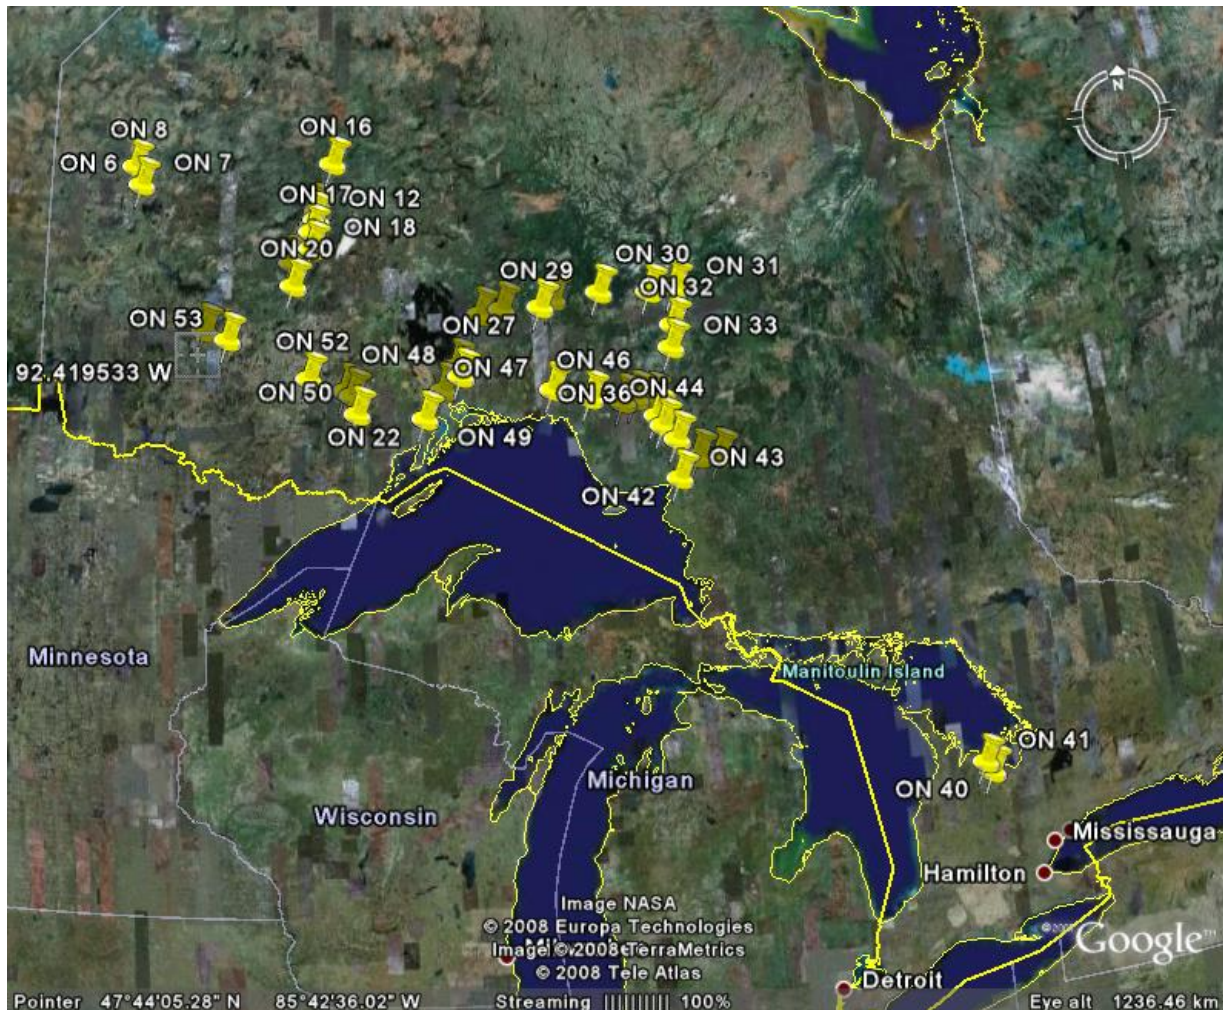 N
ON 8
ON 16
ON 6
ON 7
ON 17
ON 12
ON 18
ON 20
ON 29
ON 30
ON 31
ON 32
ON 53
ON 27
ON 33
ON 52
ON 48
ON 46
92.419533 W
ON 47
ON 50
ON 36
ON 44
ON 22
ON 49
ON 43
ON 42
Minnesota
Manitoulin Island
ON 41
Michigan
ON 40
Wisconsin
Mississauga
Hamilton
Image NASA
© 2008 Europa Technologies
Image © 2008 TerraMetrics
© 2008 Tele Atlas
Google™
Detroit
Pointer 47°44'05.28" N 85°42'36.02" W Streaming |||||||||| 100% Eye alt 1236.46 km